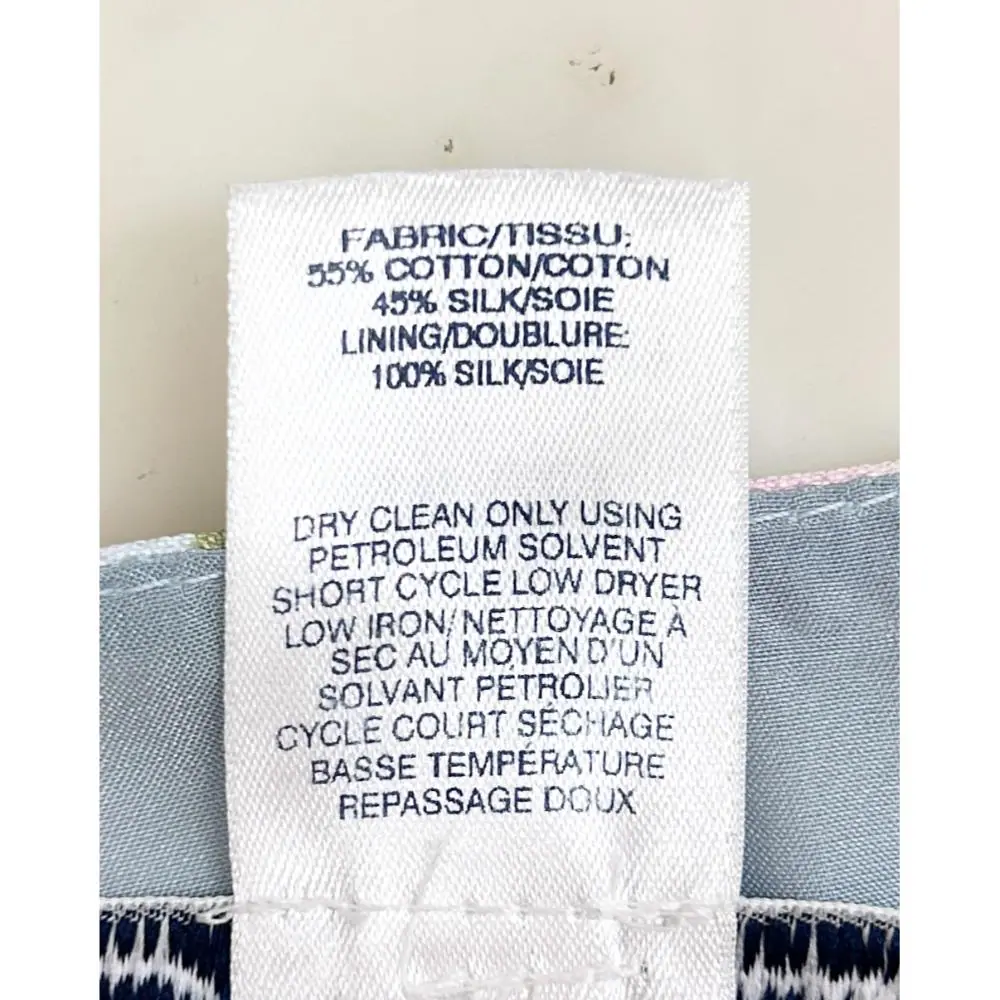 FABRIC/TISSU:
55% COTTON/COTON
45% SILK/SOIE
LINING/DOUBLURE:
100% SILK/SOIE
DRY CLEAN ONLY USING
PETROLEUM SOLVENT
SHORT CYCLE LOW DRYER
LOW IRON/NETTOYAGE À
SEC AU MOYEN D'UN
SOLVANT PÉTROLIER
CYCLE COURT SÉCHAGE
BASSE TEMPÉRATURE
REPASSAGE DOUX